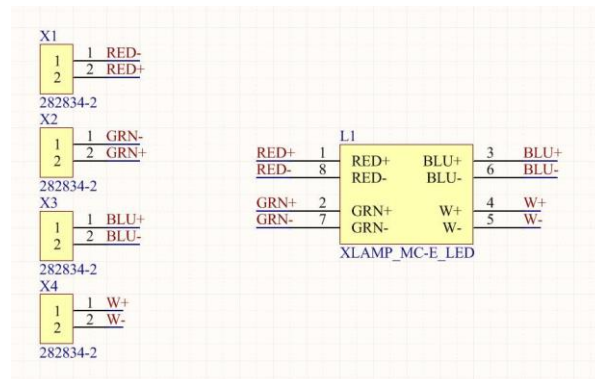 X1
1 1 RED-
2 2 RED+
282834-2
X2
1 1 GRN-
2 2 GRN+
282834-2
X3
1 1 BLU+
2 2 BLU-
282834-2
X4
1 1 W+
2 2 W-
282834-2
L1
RED+ 1 RED+ BLU+ 3 BLU+
RED- 8 RED- BLU- 6 BLU-
GRN+ 2 GRN+ W+ 4 W+
GRN- 7 GRN- W- 5 W-
XLAMP_MC-E_LED